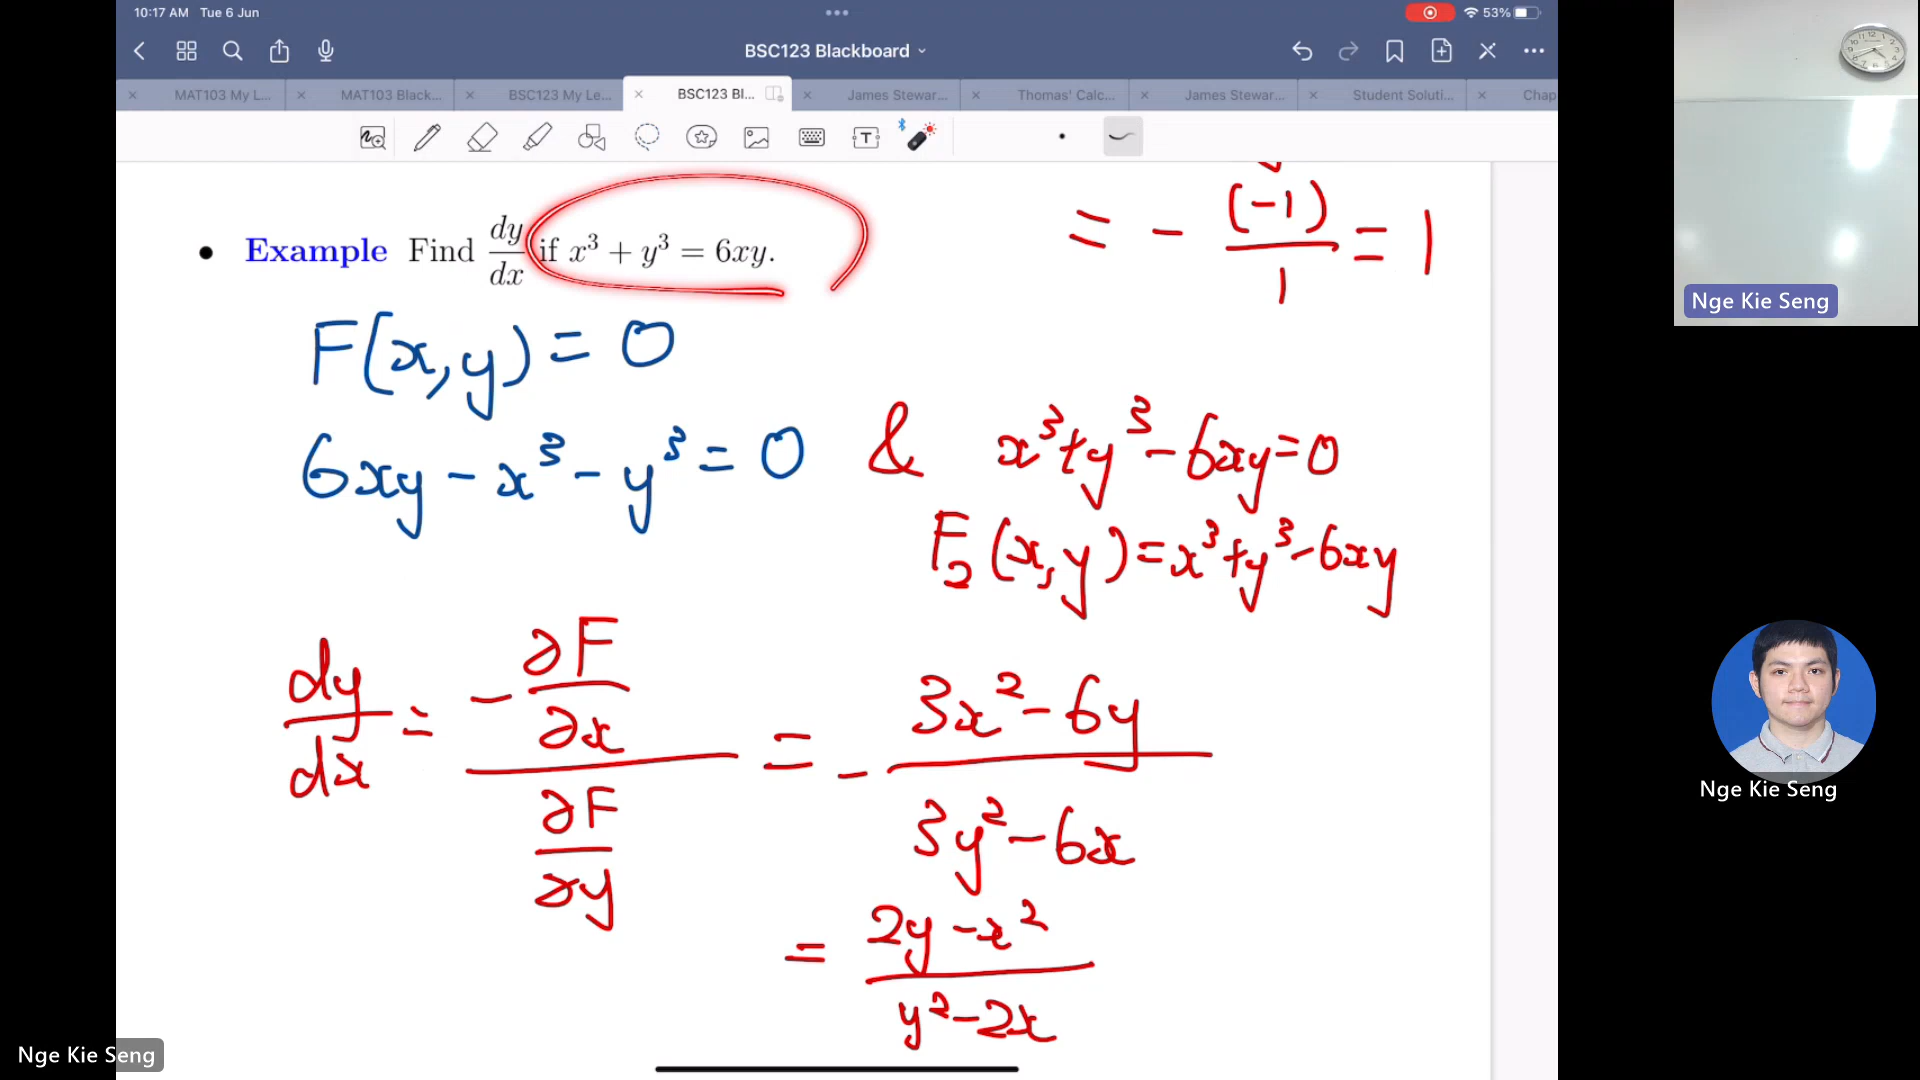 10:17 AM Tue 6 Jun
53%
BSC123 Blackboard
MAT103 My L...
MAT103 Black...
BSC123 My Le...
BSC123 Bl...
James Stewar...
Thomas' Calc...
James Stewar...
Student Soluti...
Chap
= - (-1)/1 = 1
• Example Find dy/dx if x³ + y³ = 6xy.
F(x,y) = 0
6xy - x³ - y³ = 0 & x³+y³-6xy=0
F₂(x,y)=x³+y³-6xy
dy/dx = -∂F/∂x / ∂F/∂y = - 3x²-6y / 3y²-6x
= 2y-x² / y²-2x
Nge Kie Seng
Nge Kie Seng
Nge Kie Seng